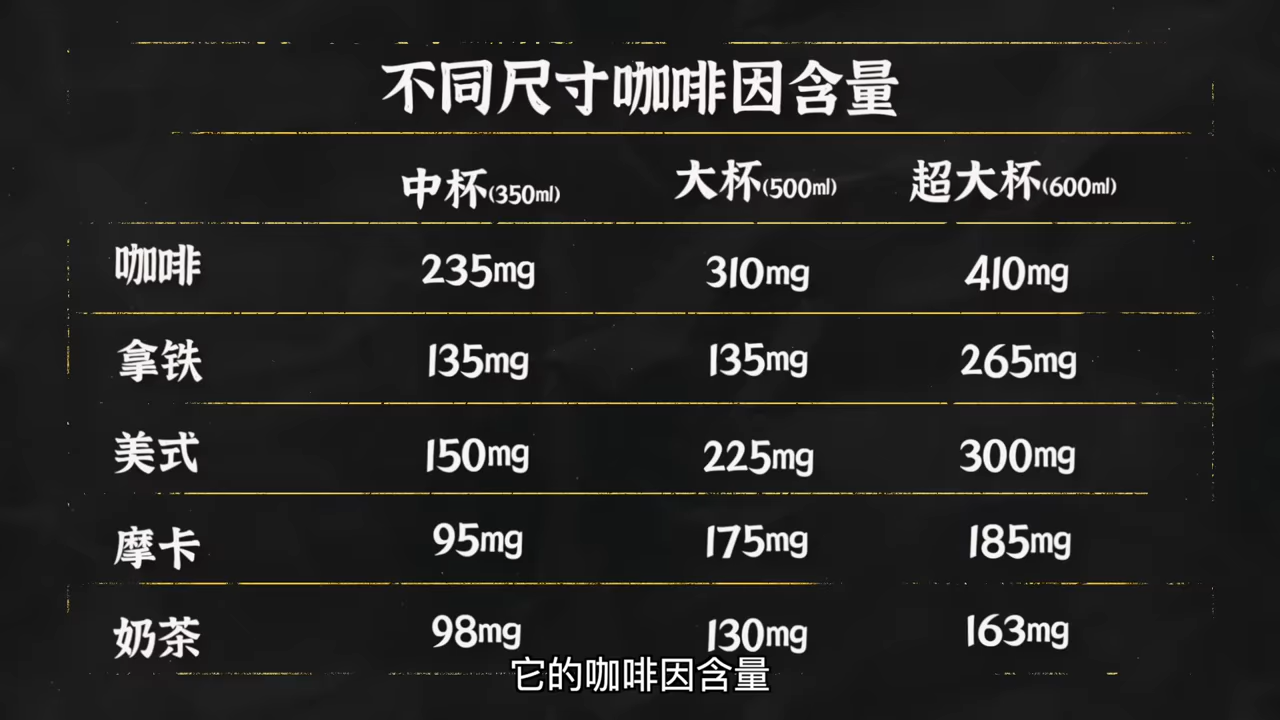 不同尺寸咖啡因含量
中杯(350ml) 大杯(500ml) 超大杯(600ml)
咖啡 235mg 310mg 410mg
拿铁 135mg 135mg 265mg
美式 150mg 225mg 300mg
摩卡 95mg 175mg 185mg
奶茶 98mg 130mg 163mg
它的咖啡因含量